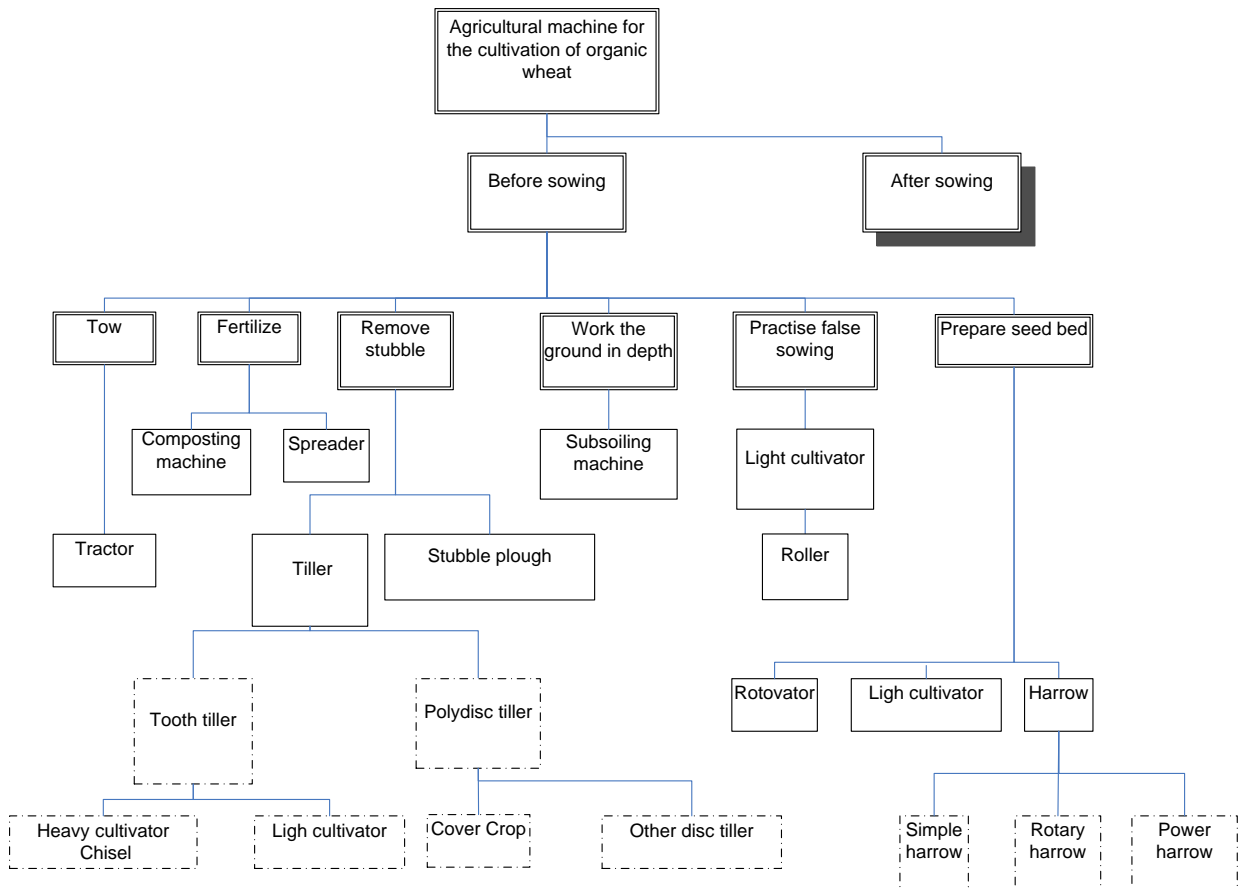 Agricultural machine for
the cultivation of organic
wheat
Before sowing
After sowing
Tow
Fertilize
Remove
stubble
Work the
ground in depth
Practise false
sowing
Prepare seed bed
Composting
machine
Spreader
Subsoiling
machine
Light cultivator
Tractor
Tiller
Stubble plough
Roller
Tooth tiller
Polydisc tiller
Rotovator
Ligh cultivator
Harrow
Heavy cultivator
Chisel
Ligh cultivator
Cover Crop
Other disc tiller
Simple
harrow
Rotary
harrow
Power
harrow